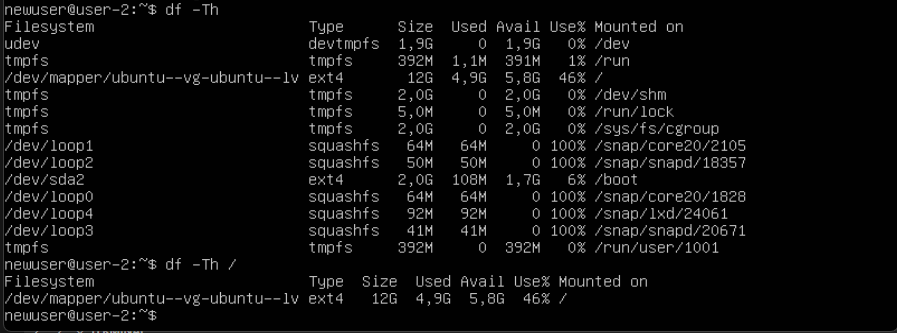 newuser@user-2:~$ df -Th
Filesystem                        Type      Size  Used Avail Use% Mounted on
udev                              devtmpfs  1,9G     0  1,9G   0% /dev
tmpfs                             tmpfs     392M  1,1M  391M   1% /run
/dev/mapper/ubuntu--vg-ubuntu--lv ext4       12G  4,9G  5,8G  46% /
tmpfs                             tmpfs     2,0G     0  2,0G   0% /dev/shm
tmpfs                             tmpfs     5,0M     0  5,0M   0% /run/lock
tmpfs                             tmpfs     2,0G     0  2,0G   0% /sys/fs/cgroup
/dev/loop1                        squashfs   64M   64M     0 100% /snap/core20/2105
/dev/loop2                        squashfs   50M   50M     0 100% /snap/snapd/18357
/dev/sda2                         ext4      2,0G  108M  1,7G   6% /boot
/dev/loop0                        squashfs   64M   64M     0 100% /snap/core20/1828
/dev/loop4                        squashfs   92M   92M     0 100% /snap/lxd/24061
/dev/loop3                        squashfs   41M   41M     0 100% /snap/snapd/20671
tmpfs                             tmpfs     392M     0  392M   0% /run/user/1001
newuser@user-2:~$ df -Th /
Filesystem                        Type  Size  Used Avail Use% Mounted on
/dev/mapper/ubuntu--vg-ubuntu--lv ext4   12G  4,9G  5,8G  46% /
newuser@user-2:~$